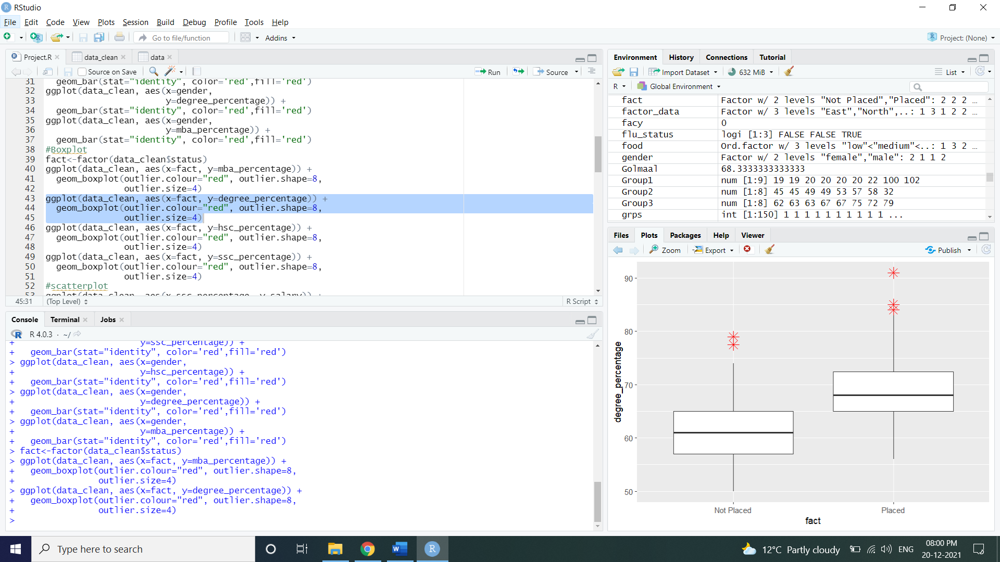 RStudio
File Edit Code View Plots Session Build Debug Profile Tools Help
Go to file/function Addins Project: (None)
Project.R data_clean data
Source on Save Run Source
31 geom_bar(stat="identity", color='red',fill='red')
32 ggplot(data_clean, aes(x=gender,
33 y=degree_percentage)) +
34 geom_bar(stat="identity", color='red',fill='red')
35 ggplot(data_clean, aes(x=gender,
36 y=mba_percentage)) +
37 geom_bar(stat="identity", color='red',fill='red')
38 #Boxplot
39 fact<-factor(data_clean$status)
40 ggplot(data_clean, aes(x=fact, y=mba_percentage)) +
41 geom_boxplot(outlier.colour="red", outlier.shape=8,
42 outlier.size=4)
43 ggplot(data_clean, aes(x=fact, y=degree_percentage)) +
44 geom_boxplot(outlier.colour="red", outlier.shape=8,
45 outlier.size=4)
46 ggplot(data_clean, aes(x=fact, y=hsc_percentage)) +
47 geom_boxplot(outlier.colour="red", outlier.shape=8,
48 outlier.size=4)
49 ggplot(data_clean, aes(x=fact, y=ssc_percentage)) +
50 geom_boxplot(outlier.colour="red", outlier.shape=8,
51 outlier.size=4)
52 #scatterplot
53 ggplot(data_clean, aes(x=ssc_percentage, y=salary)) +
45:31 (Top Level) R Script
Console Terminal Jobs
R 4.0.3 · ~/
+ y=ssc_percentage)) +
+ geom_bar(stat="identity", color='red',fill='red')
> ggplot(data_clean, aes(x=gender,
+ y=hsc_percentage)) +
+ geom_bar(stat="identity", color='red',fill='red')
> ggplot(data_clean, aes(x=gender,
+ y=degree_percentage)) +
+ geom_bar(stat="identity", color='red',fill='red')
> ggplot(data_clean, aes(x=gender,
+ y=mba_percentage)) +
+ geom_bar(stat="identity", color='red',fill='red')
> fact<-factor(data_clean$status)
> ggplot(data_clean, aes(x=fact, y=mba_percentage)) +
+ geom_boxplot(outlier.colour="red", outlier.shape=8,
+ outlier.size=4)
> ggplot(data_clean, aes(x=fact, y=degree_percentage)) +
+ geom_boxplot(outlier.colour="red", outlier.shape=8,
+ outlier.size=4)
>
Environment History Connections Tutorial
Import Dataset 632 MiB List
R Global Environment
fact Factor w/ 2 levels "Not Placed","Placed": 2 2 2 …
factor_data Factor w/ 3 levels "East","North",..: 1 3 1 2 2 …
facy 0
flu_status logi [1:3] FALSE FALSE TRUE
food Ord.factor w/ 3 levels "low"<"medium"<..: 1 3 2 …
gender Factor w/ 2 levels "female","male": 2 1 1 2
Golmaal 68.3333333333333
Group1 num [1:9] 19 19 20 20 20 20 22 100 102
Group2 num [1:8] 45 45 49 49 53 57 58 32
Group3 num [1:8] 62 63 63 67 67 75 72 79
grps int [1:150] 1 1 1 1 1 1 1 1 1 1 ...
Files Plots Packages Help Viewer
Zoom Export Publish
90
80
70
60
50
degree_percentage
Not Placed Placed
fact
Type here to search
12°C Partly cloudy ENG
08:00 PM
20-12-2021